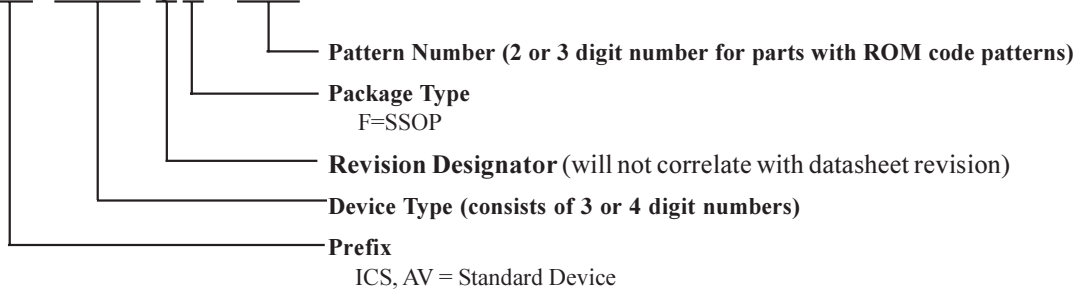 Pattern Number (2 or 3 digit number for parts with ROM code patterns)
Package Type
F=SSOP
Revision Designator (will not correlate with datasheet revision)
Device Type (consists of 3 or 4 digit numbers)
Prefix
ICS, AV = Standard Device